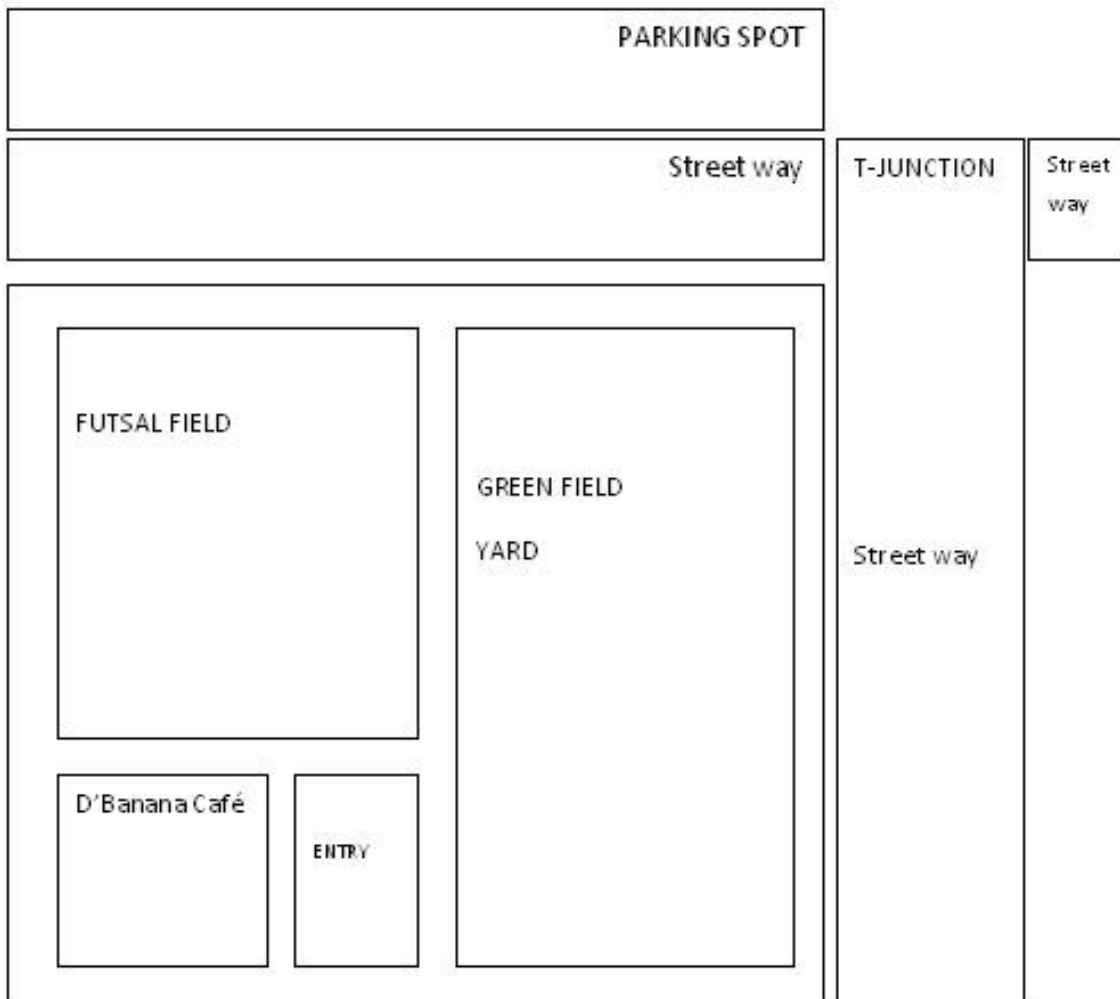 PARKING SPOT
Street way
T-JUNCTION
Street
way
FUTSAL FIELD
GREEN FIELD
YARD
Street way
D'Banana Café
ENTRY